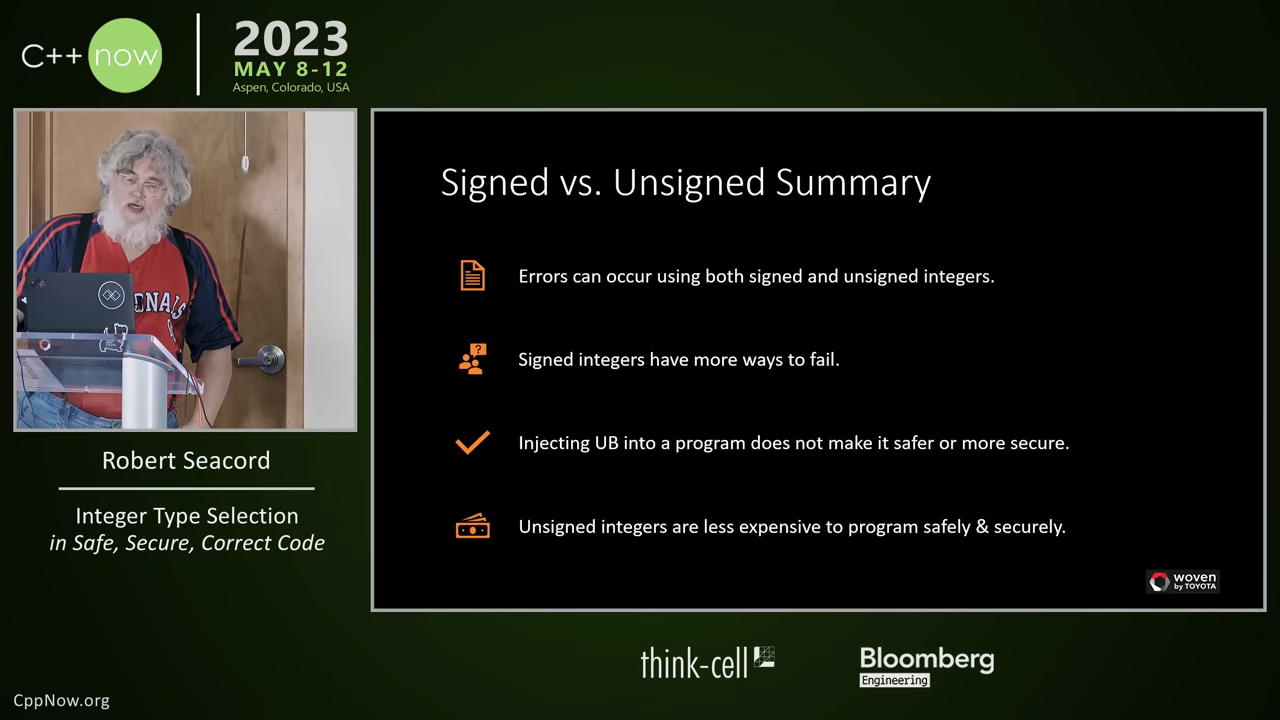 C++ now
2023
MAY 8-12
Aspen, Colorado, USA
Robert Seacord
Integer Type Selection
in Safe, Secure, Correct Code
Signed vs. Unsigned Summary
Errors can occur using both signed and unsigned integers.
?
Signed integers have more ways to fail.
Injecting UB into a program does not make it safer or more secure.
Unsigned integers are less expensive to program safely & securely.
woven
by TOYOTA
think-cell
Bloomberg
Engineering
CppNow.org